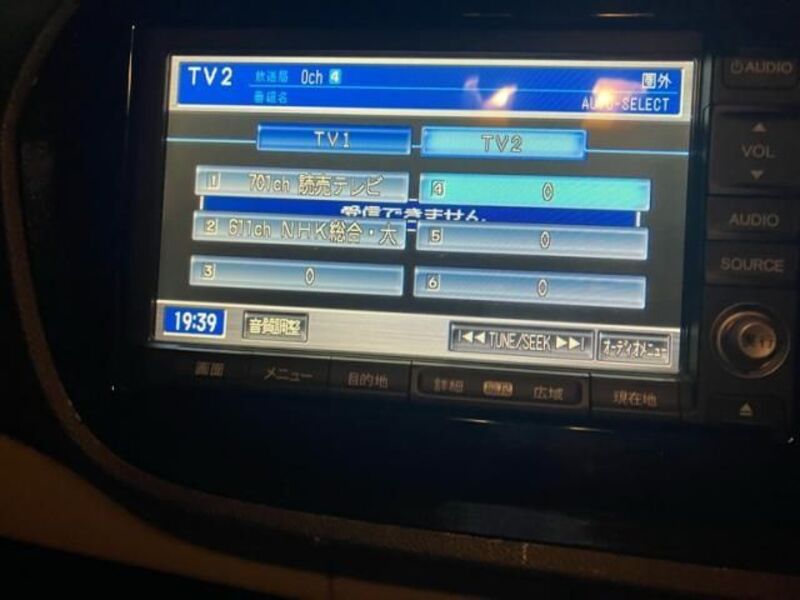 TV2 放送局 0ch 4 圏外
番組名 AUTO-SELECT
TV1 TV2
1 701ch 読売テレビ 4 0
受信できません
2 611ch NHK総合・大 5 0
3 0 6 0
19:39 音質調整 TUNE/SEEK オーディオメニュー
画面 メニュー 目的地 詳細 広域 現在地
AUDIO
VOL
AUDIO
SOURCE